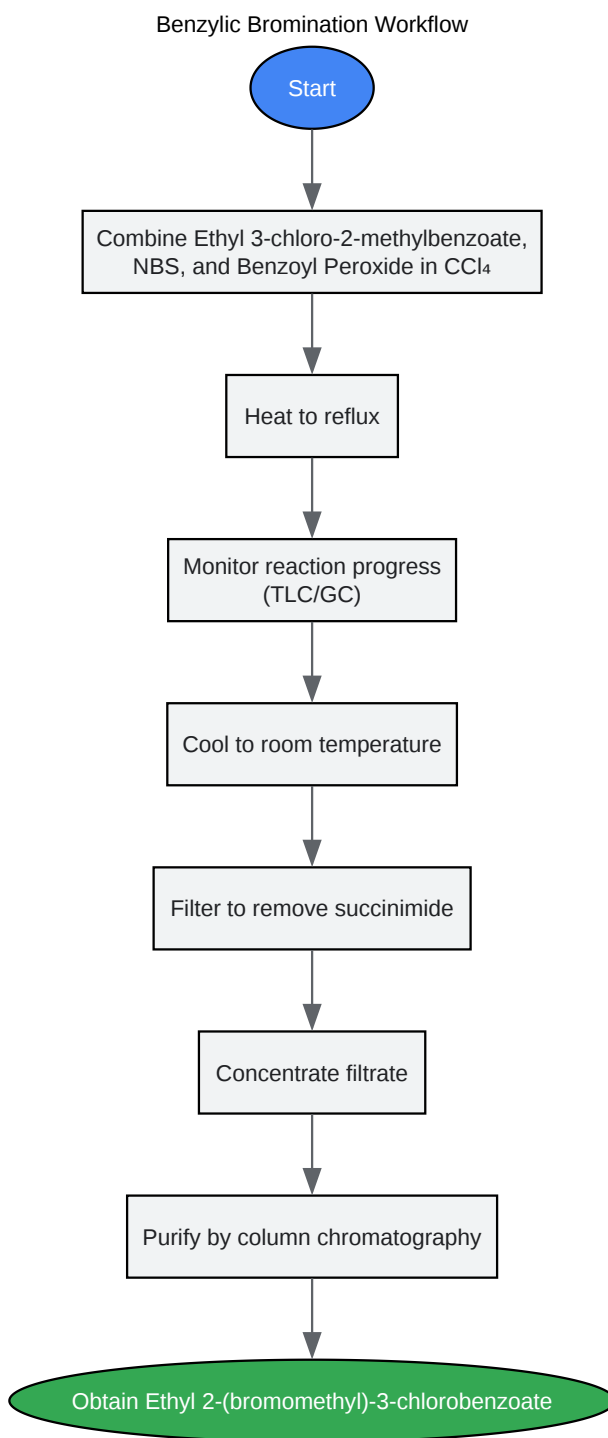 Benzylic Bromination Workflow
Start
Combine Ethyl 3-chloro-2-methylbenzoate,
NBS, and Benzoyl Peroxide in CCl₄
Heat to reflux
Monitor reaction progress
(TLC/GC)
Cool to room temperature
Filter to remove succinimide
Concentrate filtrate
Purify by column chromatography
Obtain Ethyl 2-(bromomethyl)-3-chlorobenzoate